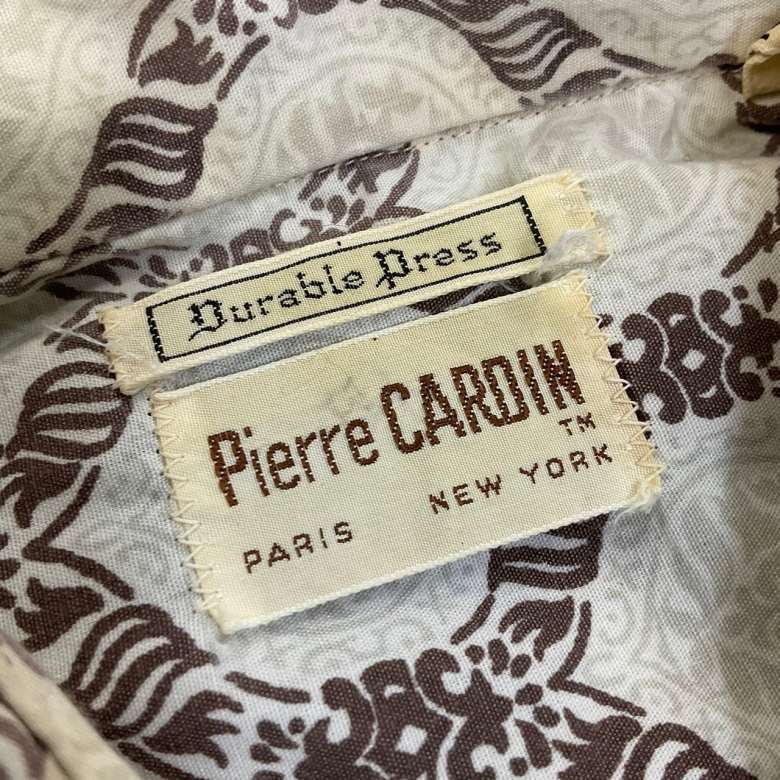 Durable Press
Pierre CARDIN
TM
PARIS NEW YORK